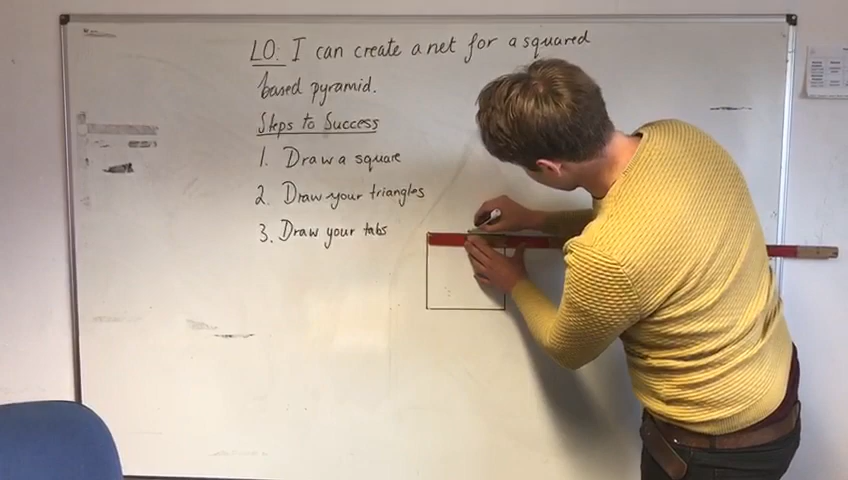 LO: I can create a net for a squared
based pyramid.
Steps to Success
1. Draw a square
2. Draw your triangles
3. Draw your tabs